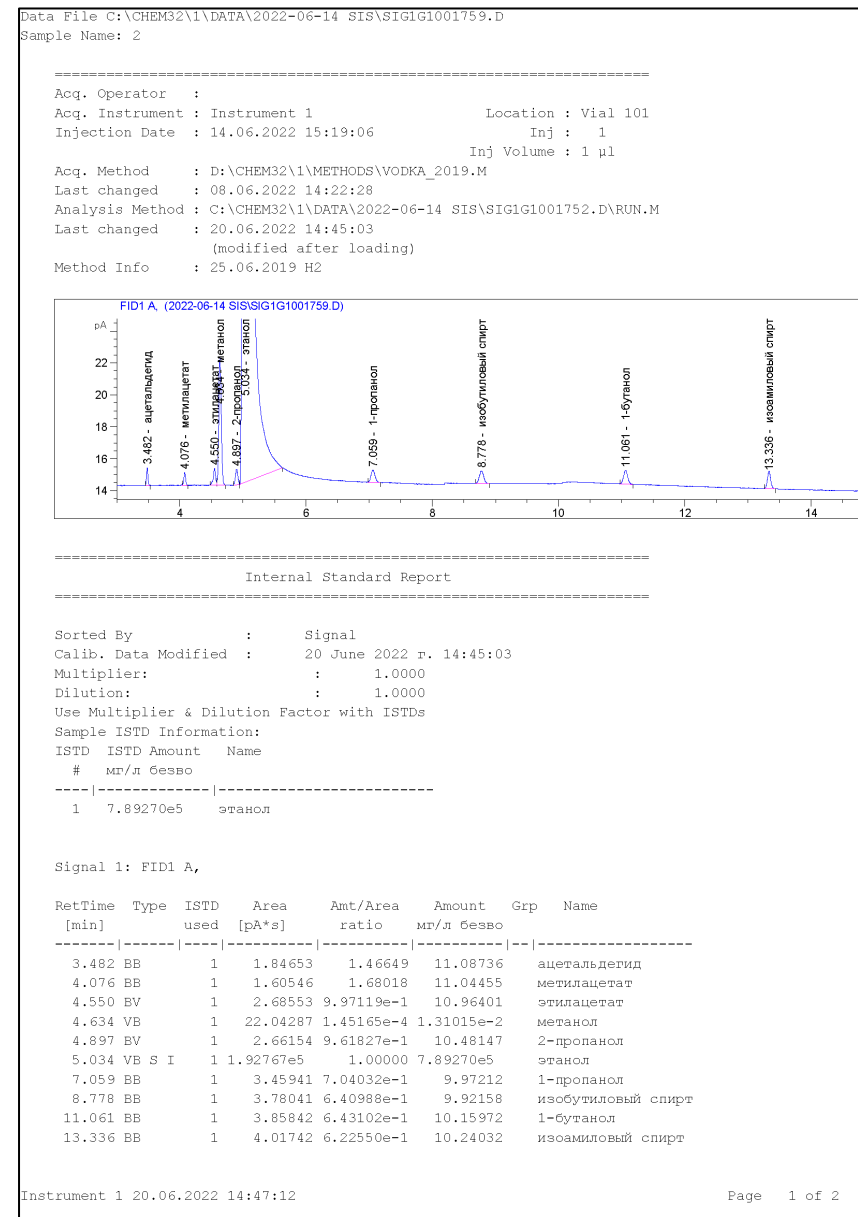 Data File C:\CHEM32\1\DATA\2022-06-14 SIS\SIG1G1001759.D
Sample Name: 2
=====================================================================
Acq. Operator   :
Acq. Instrument : Instrument 1                    Location : Vial 101
Injection Date  : 14.06.2022 15:19:06                  Inj :   1
Inj Volume : 1 µl
Acq. Method     : D:\CHEM32\1\METHODS\VODKA_2019.M
Last changed    : 08.06.2022 14:22:28
Analysis Method : C:\CHEM32\1\DATA\2022-06-14 SIS\SIG1G1001752.D\RUN.M
Last changed    : 20.06.2022 14:45:03
(modified after loading)
Method Info     : 25.06.2019 H2
FID1 A, (2022-06-14 SIS\SIG1G1001759.D)
pA
22
20
18
16
14
3.482 - ацетальдегид
4.076 - метилацетат
4.550 - этилацетат
4.634 - метанол
4.897 - 2-пропанол
5.034 - этанол
7.059 - 1-пропанол
8.778 - изобутиловый спирт
11.061 - 1-бутанол
13.336 - изоамиловый спирт
4 6 8 10 12 14
=====================================================================
Internal Standard Report
=====================================================================
Sorted By             :      Signal
Calib. Data Modified  :      20 June 2022 г. 14:45:03
Multiplier:                   :      1.0000
Dilution:                     :      1.0000
Use Multiplier & Dilution Factor with ISTDs
Sample ISTD Information:
ISTD  ISTD Amount   Name
#   мг/л безво
----|-------------|-------------------------
1   7.89270e5    этанол
Signal 1: FID1 A,
RetTime  Type  ISTD    Area     Amt/Area    Amount   Grp   Name
[min]         used  [pA*s]     ratio    мг/л безво
-------|------|----|----------|----------|----------|--|------------------
3.482 BB        1    1.84653    1.46649   11.08736    ацетальдегид
4.076 BB        1    1.60546    1.68018   11.04455    метилацетат
4.550 BV        1    2.68553 9.97119e-1   10.96401    этилацетат
4.634 VB        1   22.04287 1.45165e-4 1.31015e-2    метанол
4.897 BV        1    2.66154 9.61827e-1   10.48147    2-пропанол
5.034 VB S I    1 1.92767e5    1.00000 7.89270e5    этанол
7.059 BB        1    3.45941 7.04032e-1    9.97212    1-пропанол
8.778 BB        1    3.78041 6.40988e-1    9.92158    изобутиловый спирт
11.061 BB        1    3.85842 6.43102e-1   10.15972    1-бутанол
13.336 BB        1    4.01742 6.22550e-1   10.24032    изоамиловый спирт
Instrument 1 20.06.2022 14:47:12                                   Page   1 of 2